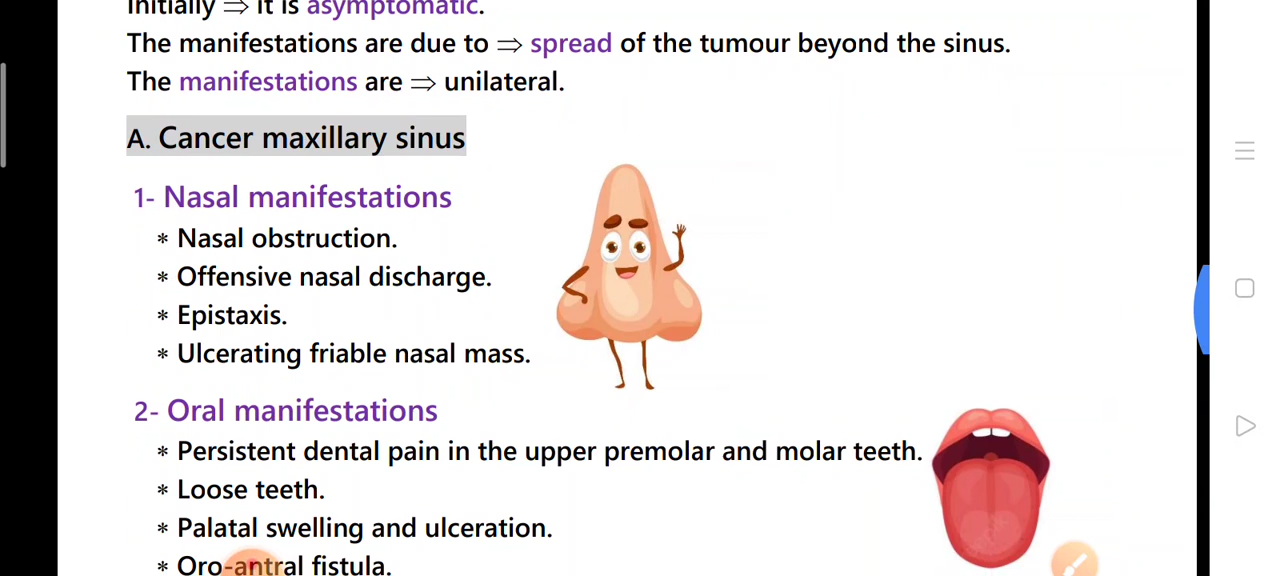 Initially ⇒ it is asymptomatic.
The manifestations are due to ⇒ spread of the tumour beyond the sinus.
The manifestations are ⇒ unilateral.
A. Cancer maxillary sinus
1- Nasal manifestations
* Nasal obstruction.
* Offensive nasal discharge.
* Epistaxis.
* Ulcerating friable nasal mass.
2- Oral manifestations
* Persistent dental pain in the upper premolar and molar teeth.
* Loose teeth.
* Palatal swelling and ulceration.
* Oro-antral fistula.